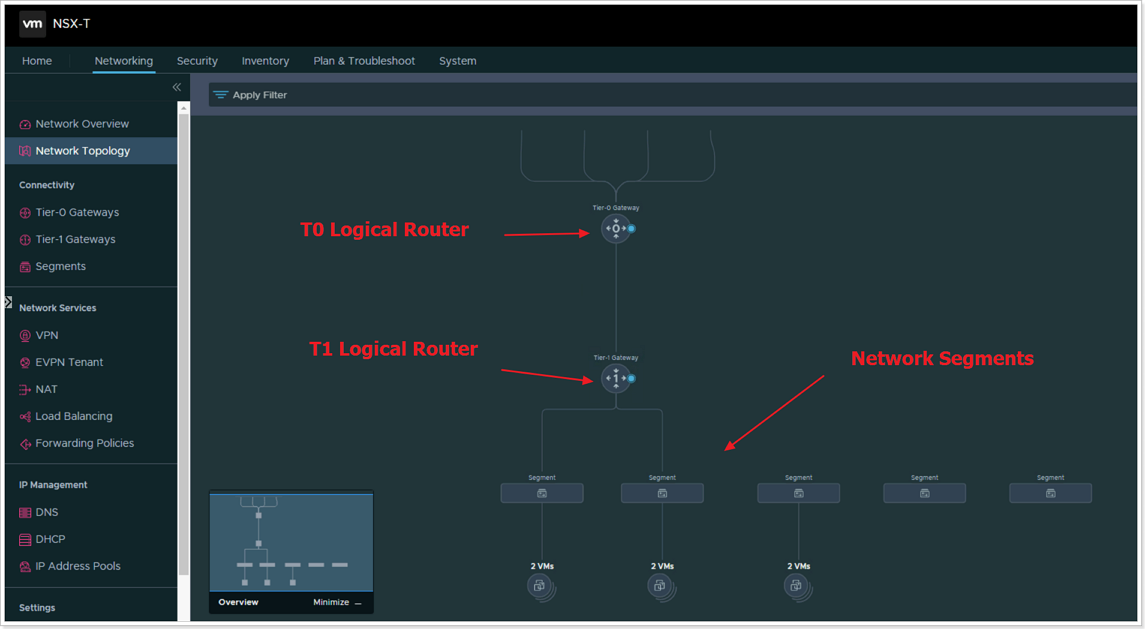 vm NSX-T
Home Networking Security Inventory Plan & Troubleshoot System
Apply Filter
Network Overview
Network Topology
Connectivity
Tier-0 Gateways
Tier-1 Gateways
Segments
Network Services
VPN
EVPN Tenant
NAT
Load Balancing
Forwarding Policies
IP Management
DNS
DHCP
IP Address Pools
Settings
Tier-0 Gateway
0
T0 Logical Router
Tier-1 Gateway
1
T1 Logical Router
Network Segments
Segment Segment Segment Segment Segment
2 VMs 2 VMs 2 VMs
Overview Minimize